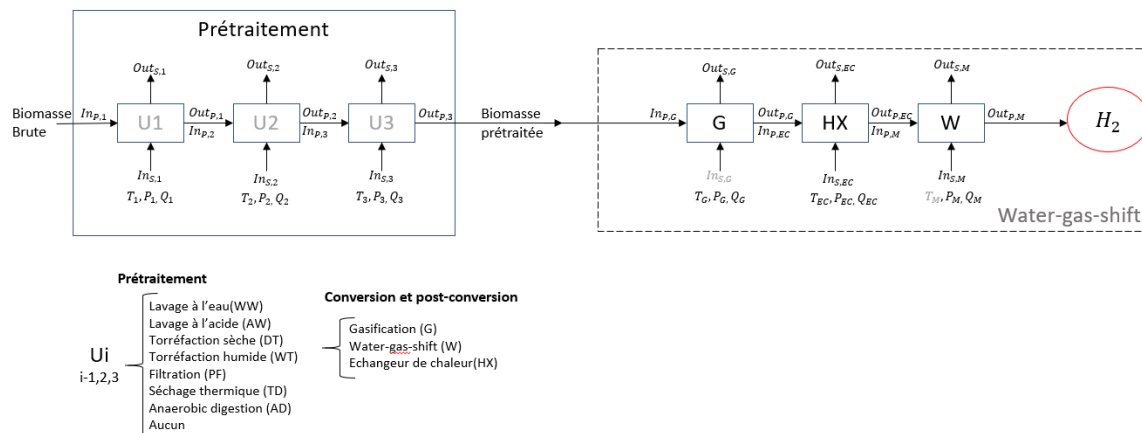 Prétraitement
Out_{S,1} Out_{S,2} Out_{S,3} Out_{S,G} Out_{S,EC} Out_{S,M}
Biomasse Brute
In_{P,1} U1 Out_{P,1} In_{P,2} U2 Out_{P,2} In_{P,3} U3 Out_{P,3}
Biomasse prétraitée
In_{P,G} G Out_{P,G} In_{P,EC} HX Out_{P,EC} In_{P,M} W Out_{P,M} H_2
In_{S,1} In_{S,2} In_{S,3} In_{S,G} In_{S,EC} In_{S,M}
T_1, P_1, Q_1 T_2, P_2, Q_2 T_3, P_3, Q_3 T_G, P_G, Q_G T_{EC}, P_{EC}, Q_{EC} T_M, P_M, Q_M
Water-gas-shift
Prétraitement
Ui
i-1,2,3
Lavage à l'eau(WW)
Lavage à l'acide (AW)
Torréfaction sèche (DT)
Torréfaction humide (WT)
Filtration (PF)
Séchage thermique (TD)
Anaerobic digestion (AD)
Aucun
Conversion et post-conversion
Gasification (G)
Water-gas-shift (W)
Echangeur de chaleur(HX)